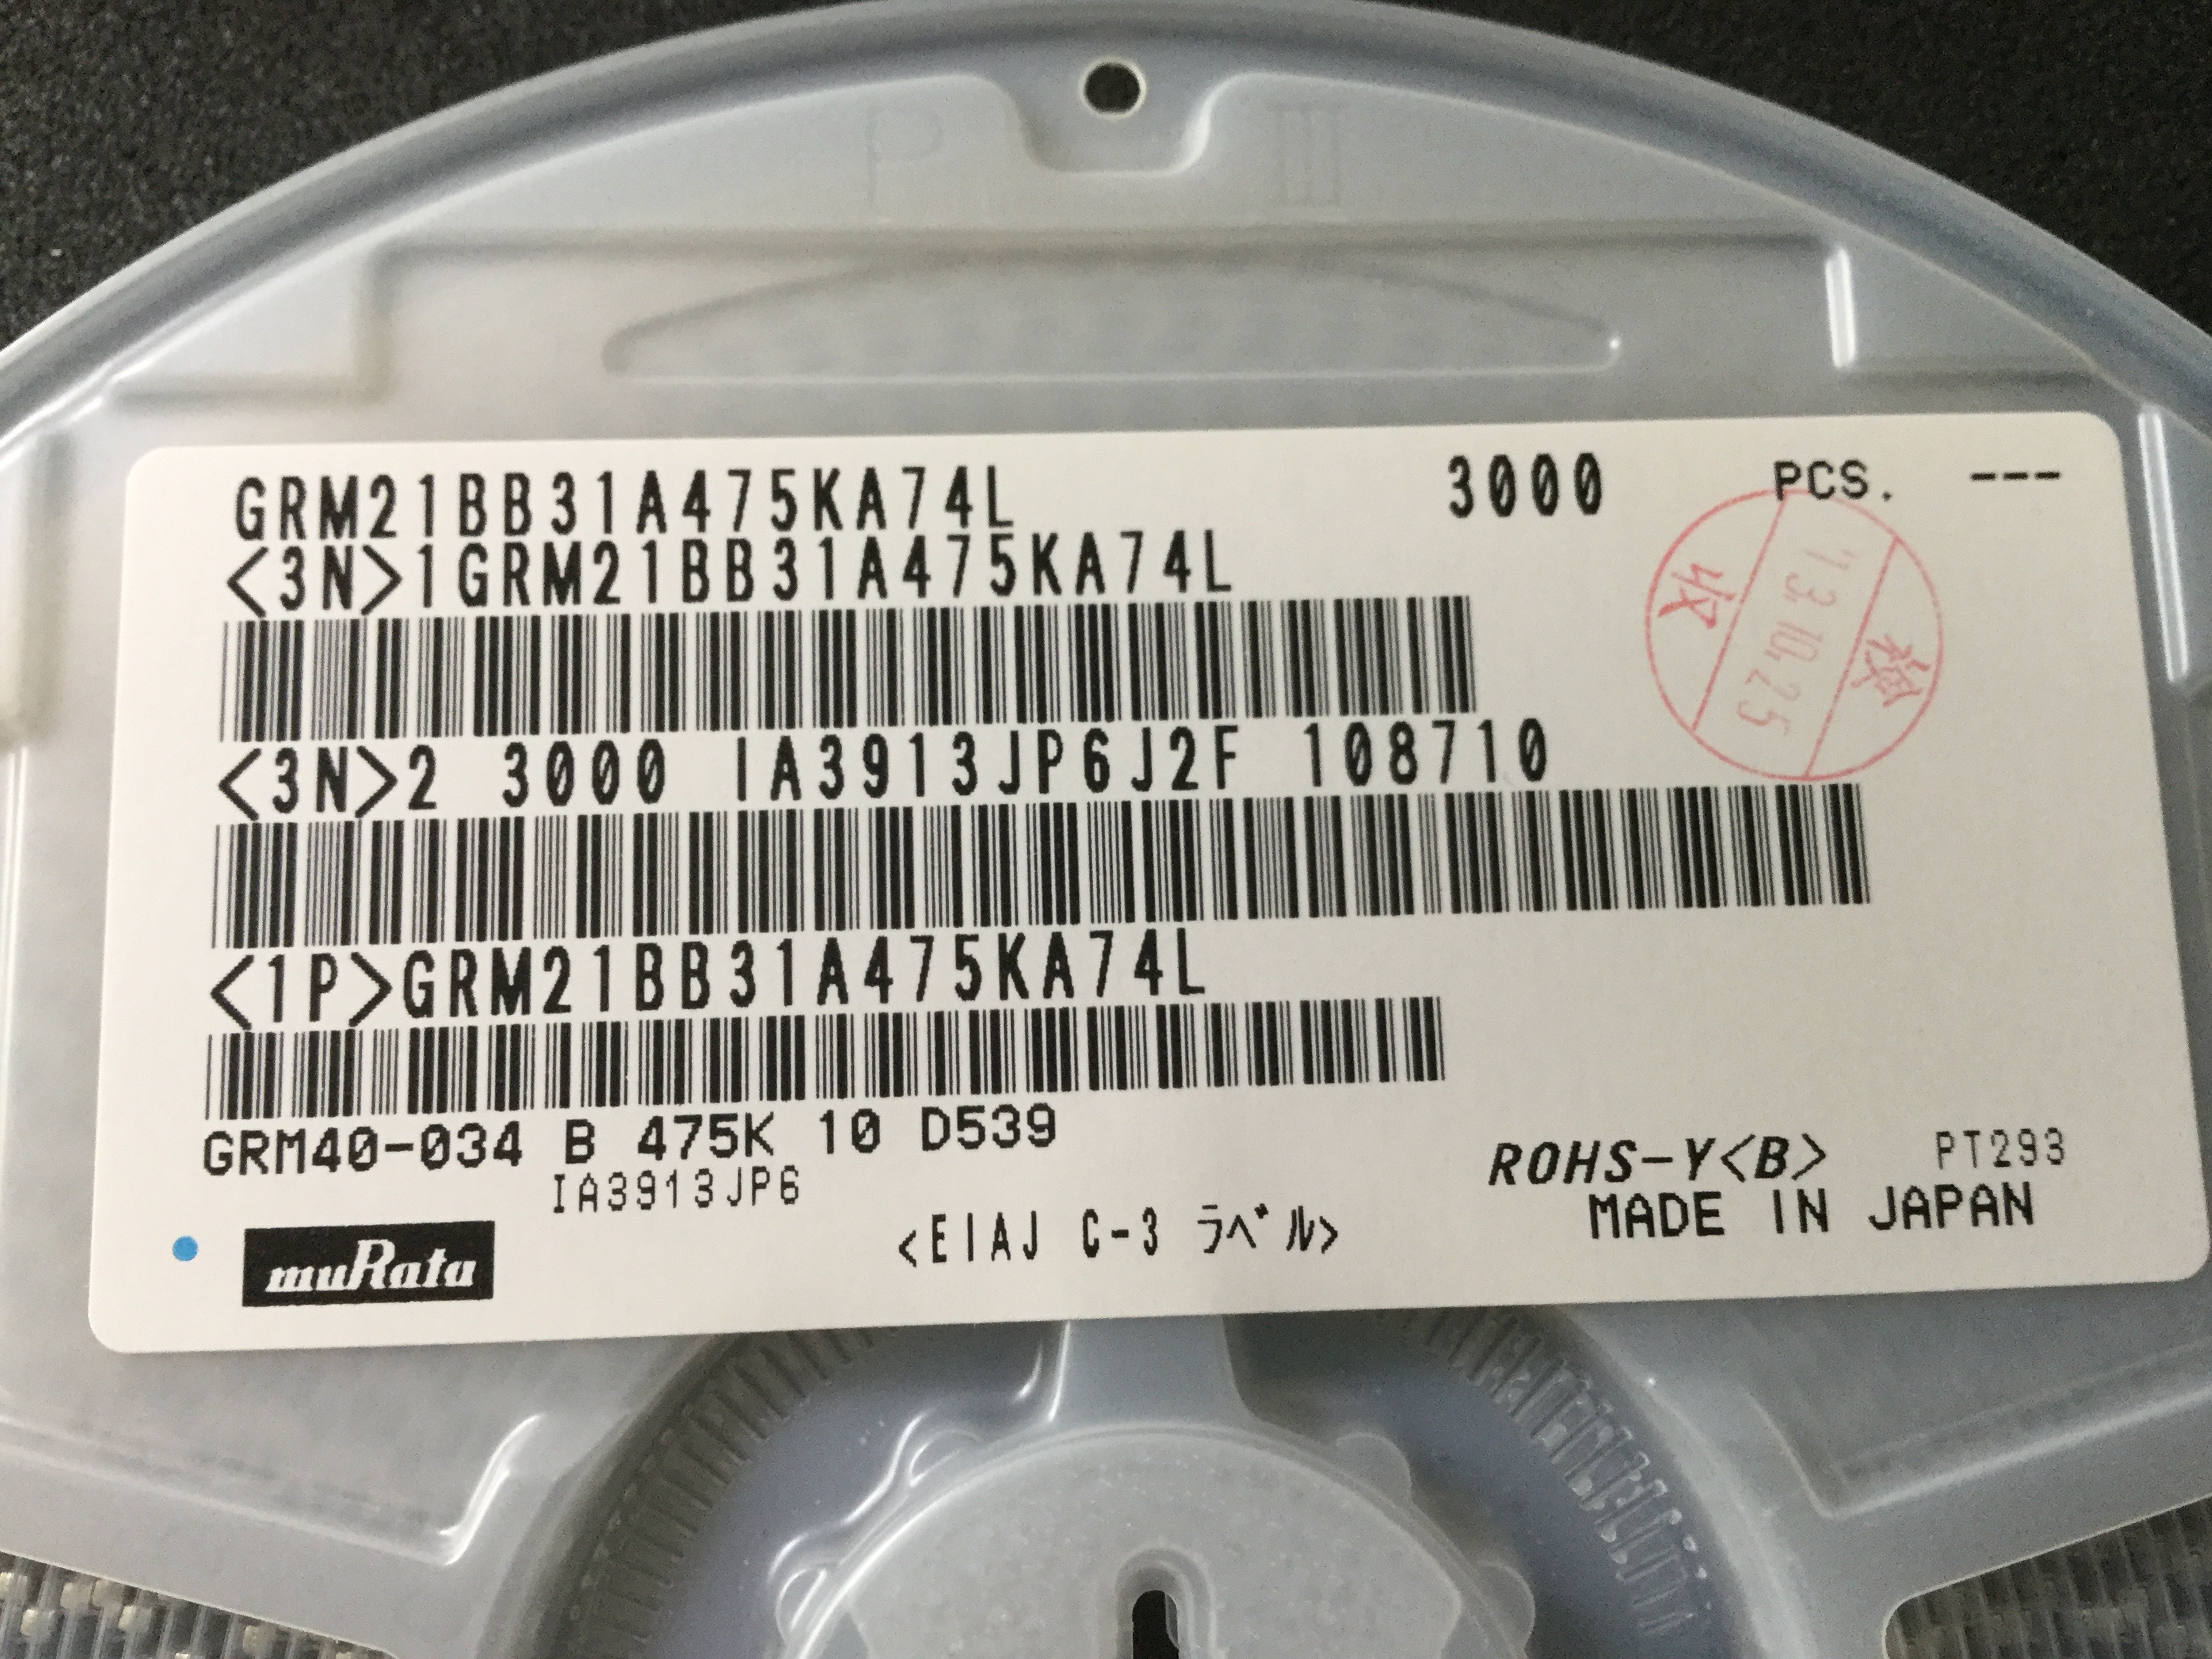 P III
GRM21BB31A475KA74L 3000 PCS. ---
<3N>1GRM21BB31A475KA74L
検
13.10.25
収
<3N>2 3000 IA3913JP6J2F 108710
<1P>GRM21BB31A475KA74L
GRM40-034 B 475K 10 D539
IA3913JP6
ROHS-Y<B> PT293
MADE IN JAPAN
<EIAJ C-3 ラベル>
muRata